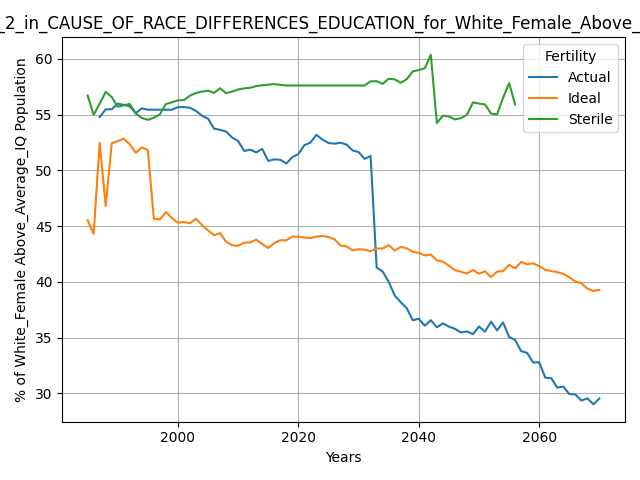 _2_in_CAUSE_OF_RACE_DIFFERENCES_EDUCATION_for_White_Female_Above_
Fertility
Actual
Ideal
Sterile
% of White_Female Above_Average_IQ Population
60
55
50
45
40
35
30
2000
2020
2040
2060
Years